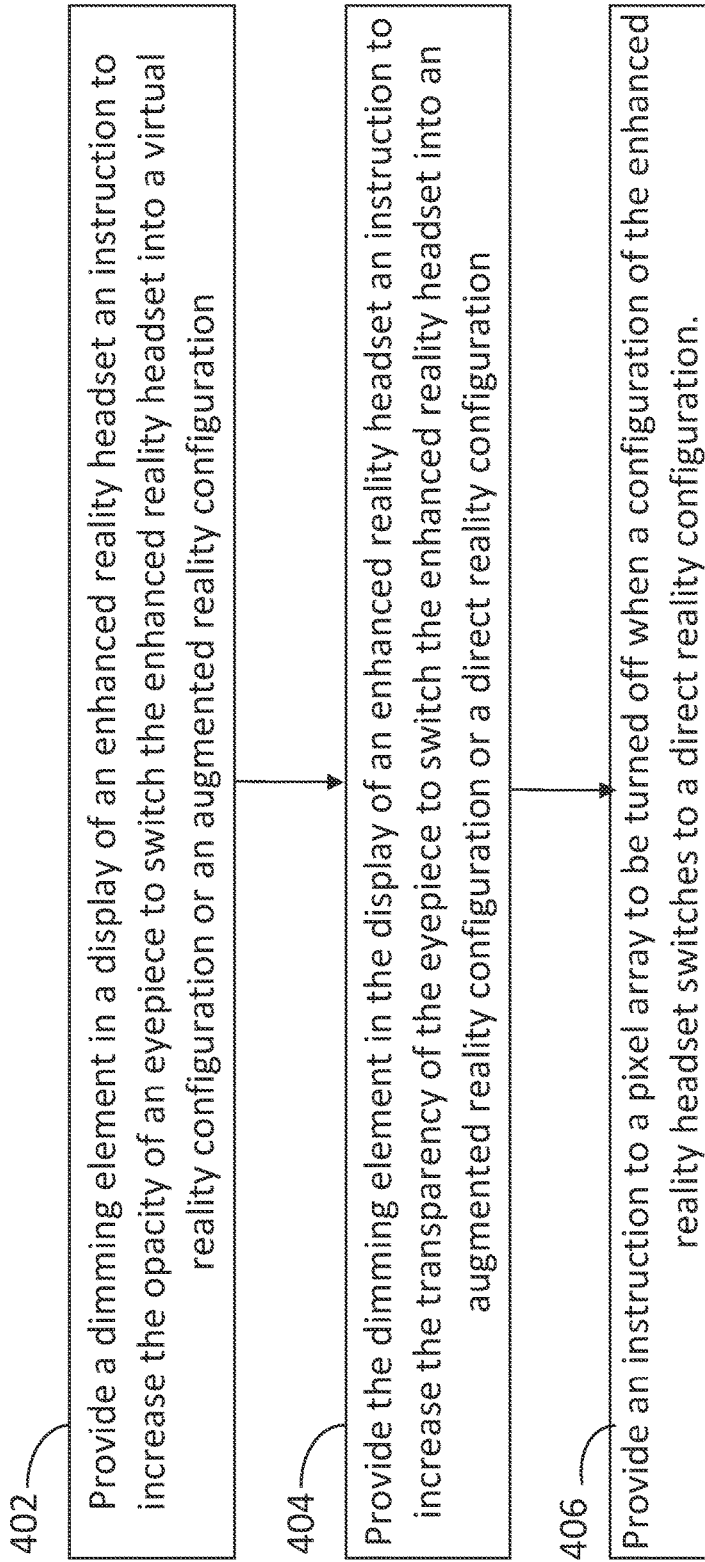 402
Provide a dimming element in a display of an enhanced reality headset an instruction to
increase the opacity of an eyepiece to switch the enhanced reality headset into a virtual
reality configuration or an augmented reality configuration
404
Provide the dimming element in the display of an enhanced reality headset an instruction to
increase the transparency of the eyepiece to switch the enhanced reality headset into an
augmented reality configuration or a direct reality configuration
406
Provide an instruction to a pixel array to be turned off when a configuration of the enhanced
reality headset switches to a direct reality configuration.